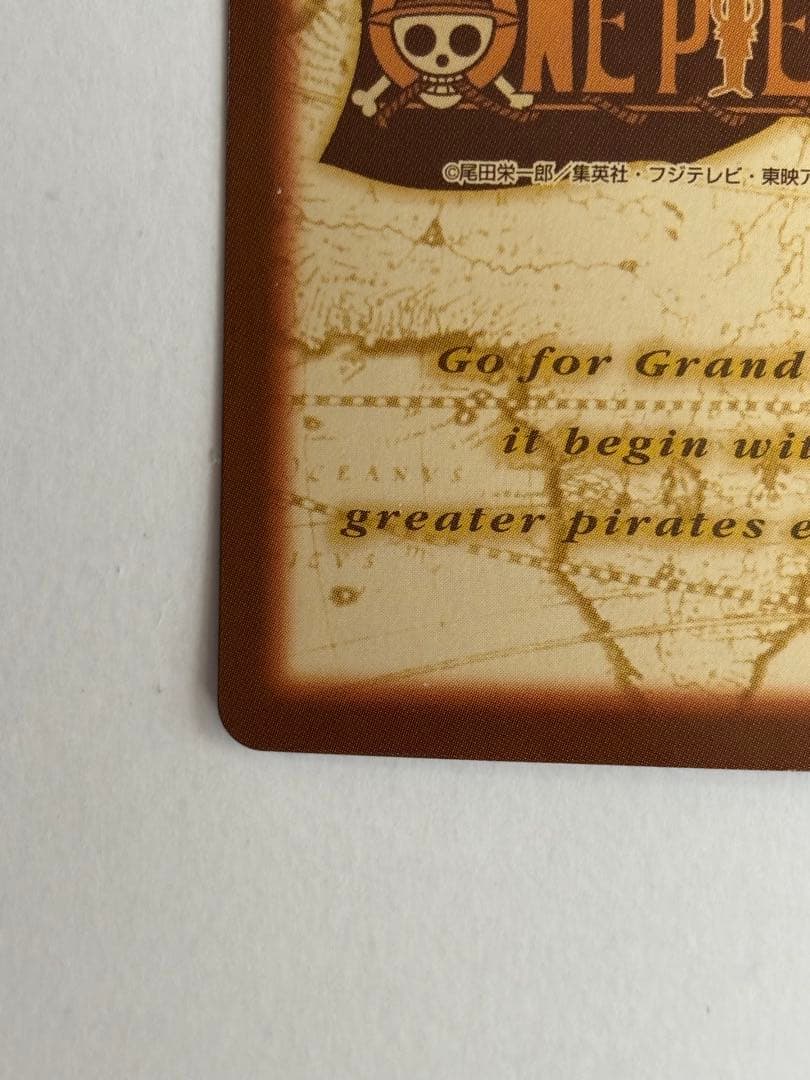 ONE PIE
©尾田栄一郎／集英社・フジテレビ・東映ア
Go for Grand
OCEANVS
it begin wit
greater pirates e